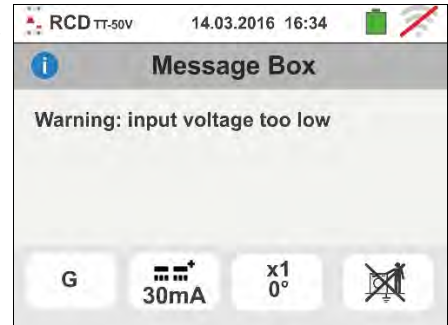 RCD TT-50V 14.03.2016 16:34
Message Box
Warning: input voltage too low
G
30mA
x1
0°